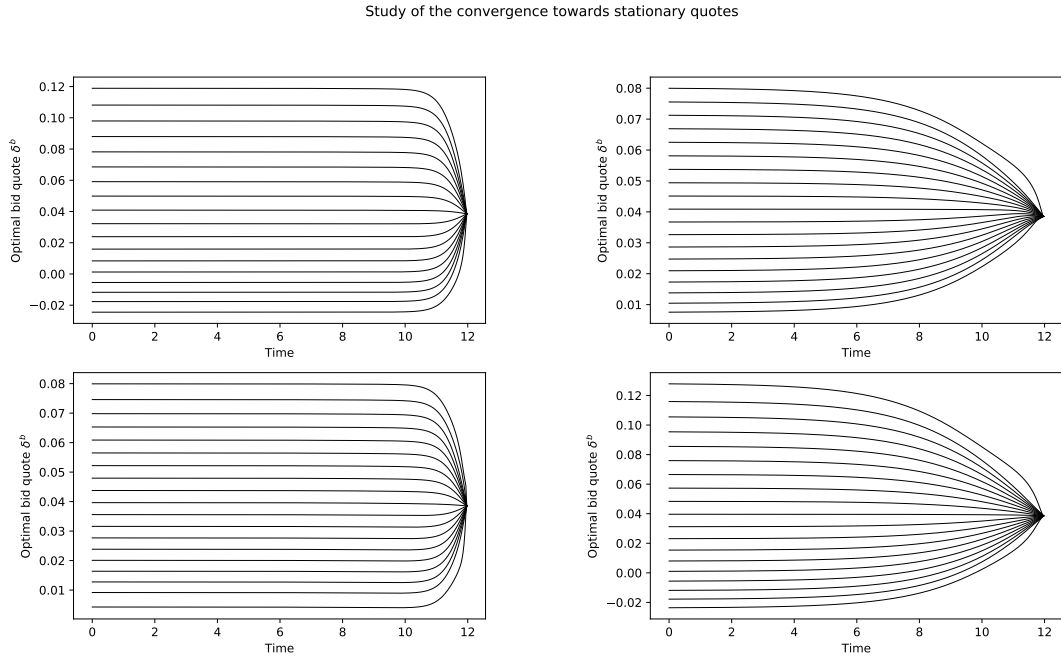 Study of the convergence towards stationary quotes
Optimal bid quote δᵇ
0.12
0.10
0.08
0.06
0.04
0.02
0.00
−0.02
0 2 4 6 8 10 12
Time
Optimal bid quote δᵇ
0.08
0.07
0.06
0.05
0.04
0.03
0.02
0.01
0 2 4 6 8 10 12
Time
Optimal bid quote δᵇ
0.08
0.07
0.06
0.05
0.04
0.03
0.02
0.01
0 2 4 6 8 10 12
Time
Optimal bid quote δᵇ
0.12
0.10
0.08
0.06
0.04
0.02
0.00
−0.02
0 2 4 6 8 10 12
Time